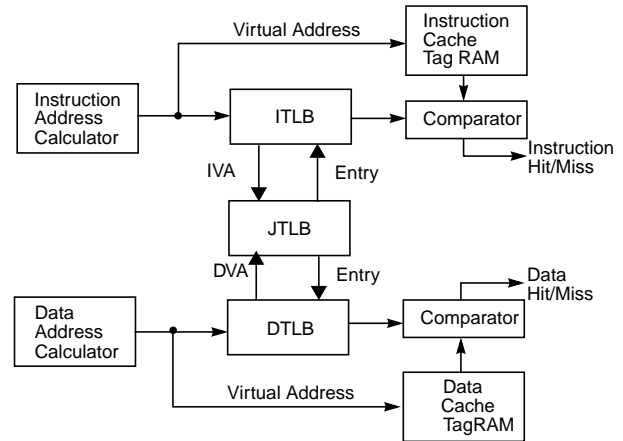 Virtual Address
Instruction
Cache
Tag RAM
Instruction
Address
Calculator
ITLB
Comparator
Instruction
Hit/Miss
IVA
Entry
JTLB
DVA
Entry
Data
Hit/Miss
Data
Address
Calculator
DTLB
Comparator
Virtual Address
Data
Cache
TagRAM